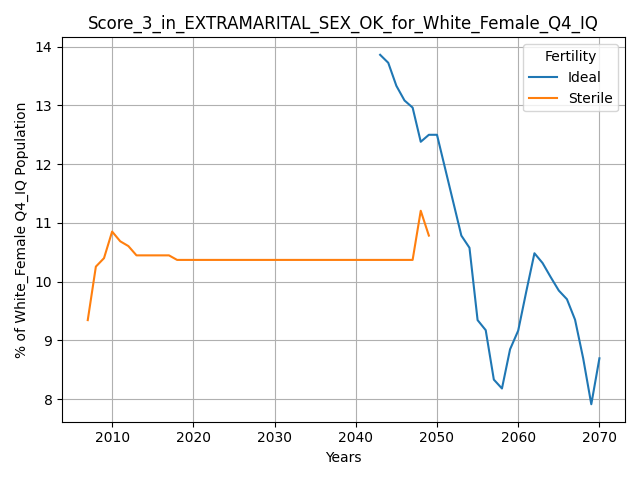 Score_3_in_EXTRAMARITAL_SEX_OK_for_White_Female_Q4_IQ
% of White_Female Q4_IQ Population
14
13
12
11
10
9
8
Fertility
Ideal
Sterile
2010
2020
2030
2040
2050
2060
2070
Years